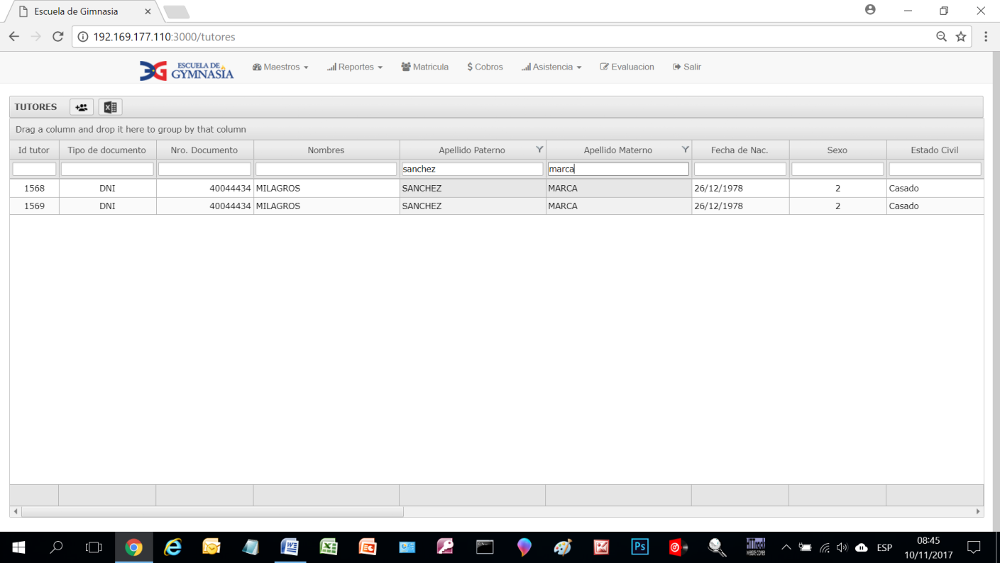 Escuela de Gimnasia
192.169.177.110:3000/tutores
3G ESCUELA DE GYMNASIA Maestros Reportes Matricula $ Cobros Asistencia Evaluacion Salir
TUTORES
Drag a column and drop it here to group by that column
Id tutor Tipo de documento Nro. Documento Nombres Apellido Paterno Apellido Materno Fecha de Nac. Sexo Estado Civil
sanchez marca
1568 DNI 40044434 MILAGROS SANCHEZ MARCA 26/12/1978 2 Casado
1569 DNI 40044434 MILAGROS SANCHEZ MARCA 26/12/1978 2 Casado
Ps ESP 08:45
10/11/2017